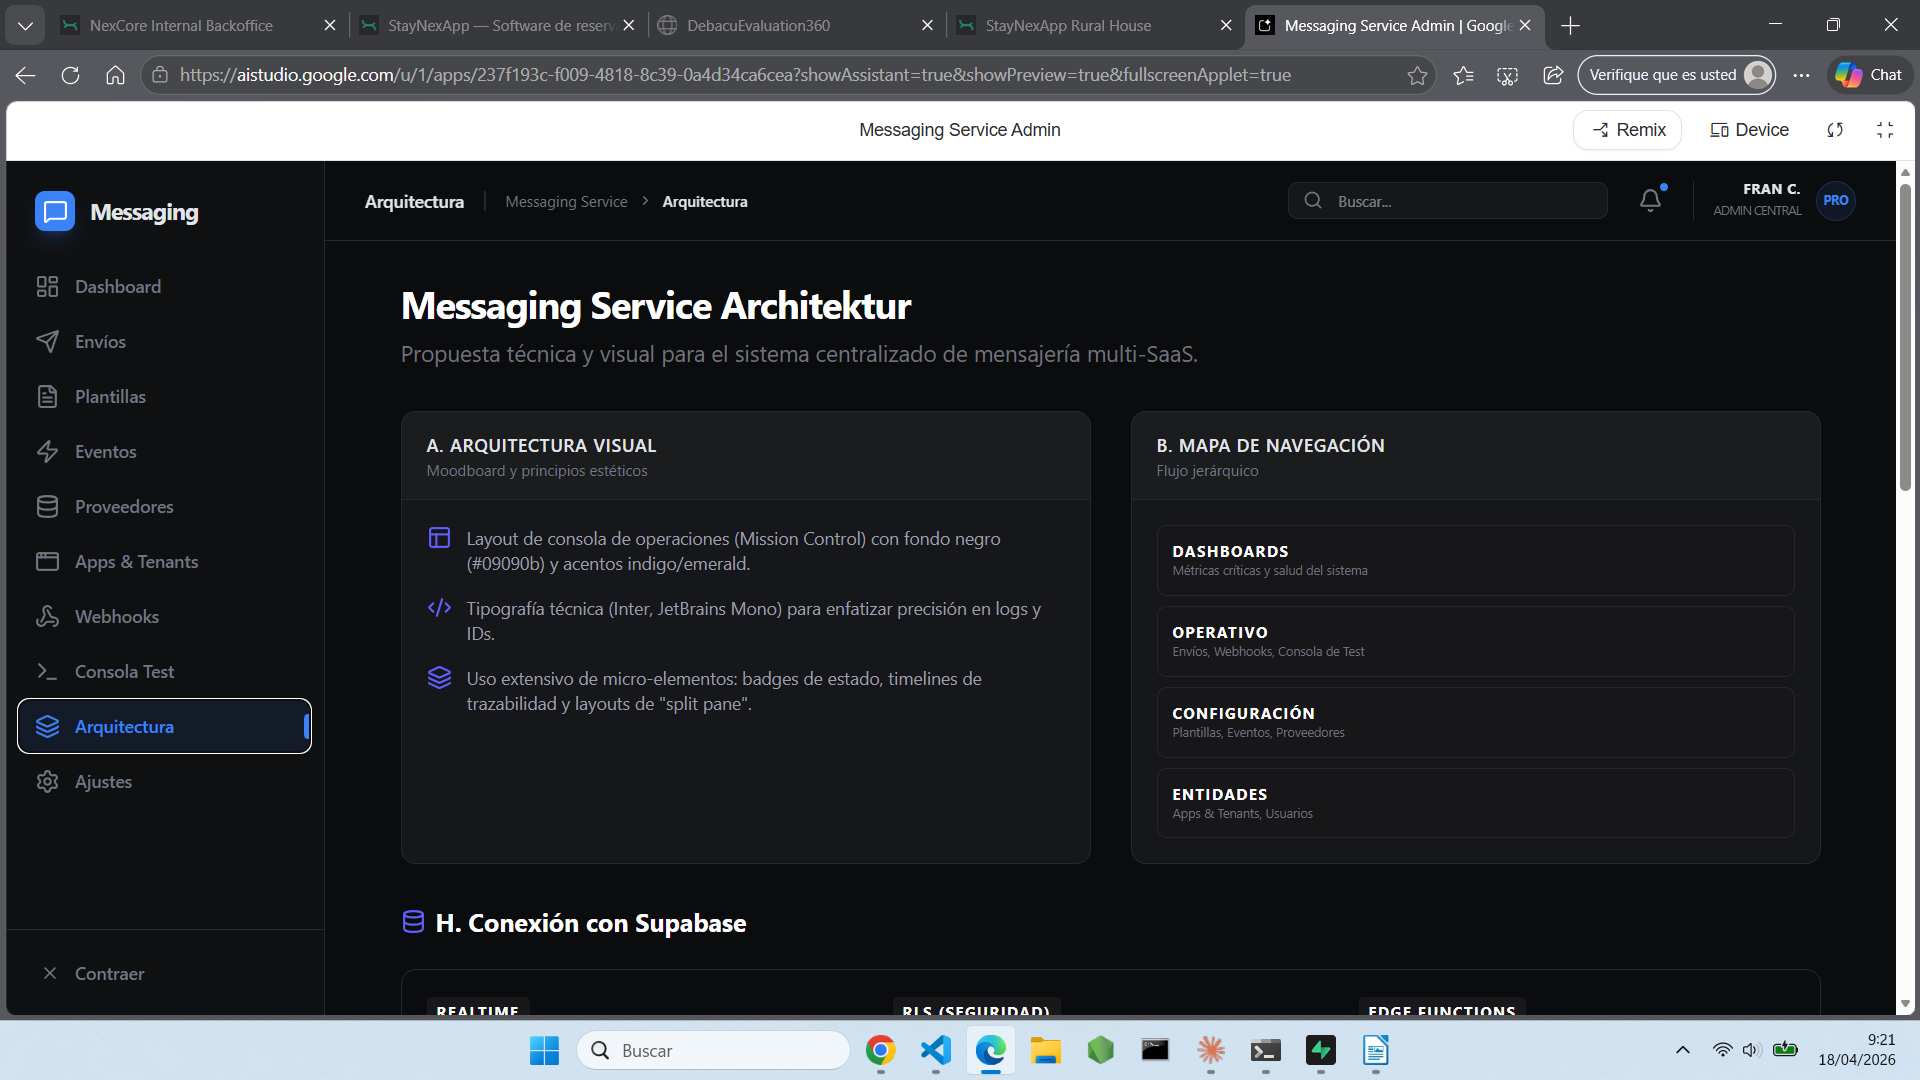 NexCore Internal Backoffice
StayNexApp — Software de reserv
DebacuEvaluation360
StayNexApp Rural House
Messaging Service Admin | Google
https://aistudio.google.com/u/1/apps/237f193c-f009-4818-8c39-0a4d34ca6cea?showAssistant=true&showPreview=true&fullscreenApplet=true
Verifique que es usted
Chat
Messaging Service Admin
Remix
Device
Messaging
Dashboard
Envíos
Plantillas
Eventos
Proveedores
Apps & Tenants
Webhooks
Consola Test
Arquitectura
Ajustes
Contraer
Arquitectura
Messaging Service > Arquitectura
Buscar...
FRAN C.
ADMIN CENTRAL
PRO
Messaging Service Architektur
Propuesta técnica y visual para el sistema centralizado de mensajería multi-SaaS.
A. ARQUITECTURA VISUAL
Moodboard y principios estéticos
Layout de consola de operaciones (Mission Control) con fondo negro
(#09090b) y acentos indigo/emerald.
Tipografía técnica (Inter, JetBrains Mono) para enfatizar precisión en logs y
IDs.
Uso extensivo de micro-elementos: badges de estado, timelines de
trazabilidad y layouts de "split pane".
B. MAPA DE NAVEGACIÓN
Flujo jerárquico
DASHBOARDS
Métricas críticas y salud del sistema
OPERATIVO
Envíos, Webhooks, Consola de Test
CONFIGURACIÓN
Plantillas, Eventos, Proveedores
ENTIDADES
Apps & Tenants, Usuarios
H. Conexión con Supabase
REALTIME
RLS (SEGURIDAD)
EDGE FUNCTIONS
Buscar
9:21
18/04/2026